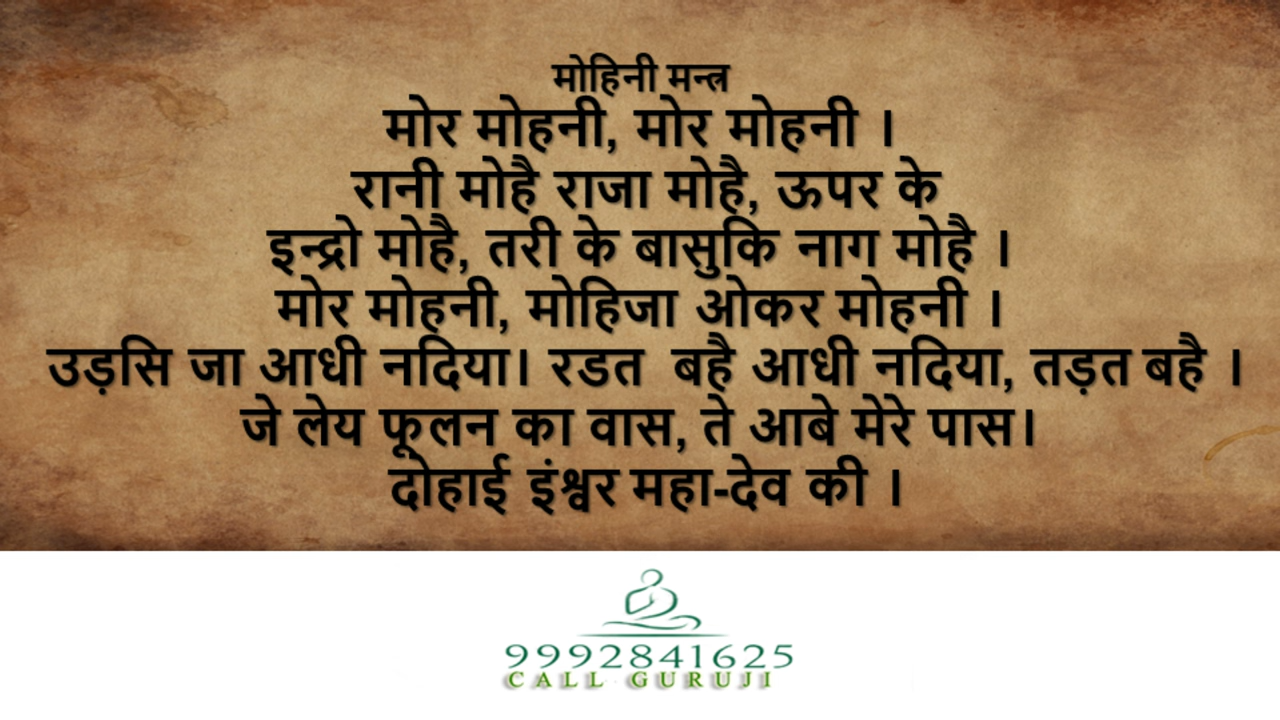 मोहिनी मन्त्र
मोर मोहनी, मोर मोहनी ।
रानी मोहै राजा मोहै, ऊपर के
इन्द्रो मोहै, तरी के बासुकि नाग मोहै ।
मोर मोहनी, मोहिजा ओकर मोहनी ।
उड़सि जा आधी नदिया। रडत बहै आधी नदिया, तड़त बहै ।
जे लेय फूलन का वास, ते आबे मेरे पास।
दोहाई इंश्वर महा-देव की ।
9992841625
CALL GURUJI